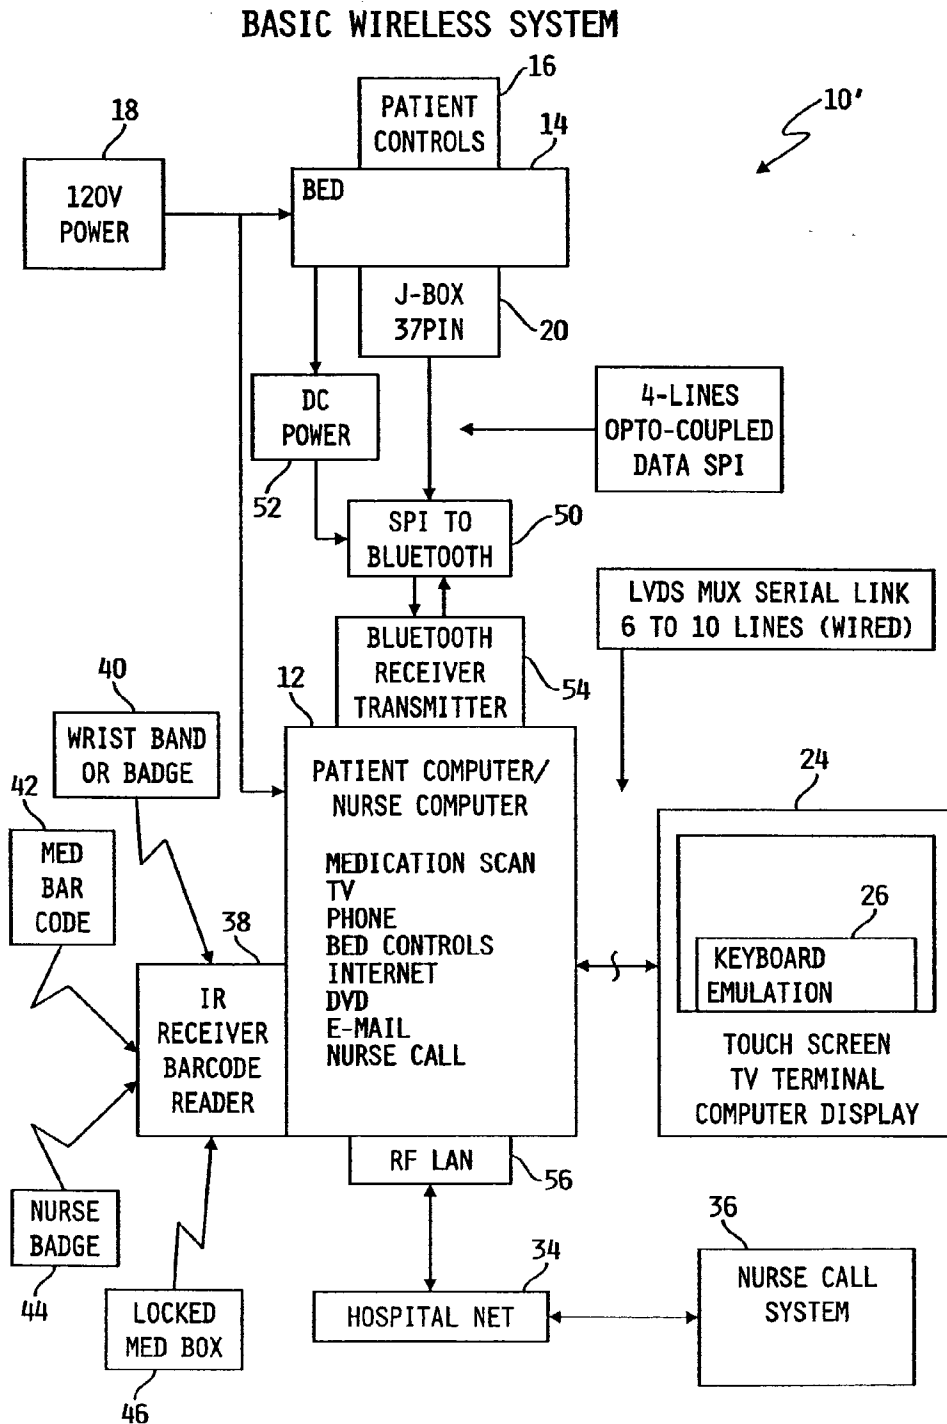 BASIC WIRELESS SYSTEM
16
PATIENT
CONTROLS
10'
18
14
120V
POWER
BED
J-BOX
37PIN
20
DC
POWER
52
4-LINES
OPTO-COUPLED
DATA SPI
SPI TO
BLUETOOTH
50
LVDS MUX SERIAL LINK
6 TO 10 LINES (WIRED)
BLUETOOTH
RECEIVER
TRANSMITTER
54
40
12
WRIST BAND
OR BADGE
42
MED
BAR
CODE
PATIENT COMPUTER/
NURSE COMPUTER
MEDICATION SCAN
TV
PHONE
BED CONTROLS
INTERNET
DVD
E-MAIL
NURSE CALL
24
26
KEYBOARD
EMULATION
TOUCH SCREEN
TV TERMINAL
COMPUTER DISPLAY
38
IR
RECEIVER
BARCODE
READER
RF LAN
56
NURSE
BADGE
44
LOCKED
MED BOX
46
34
HOSPITAL NET
36
NURSE CALL
SYSTEM